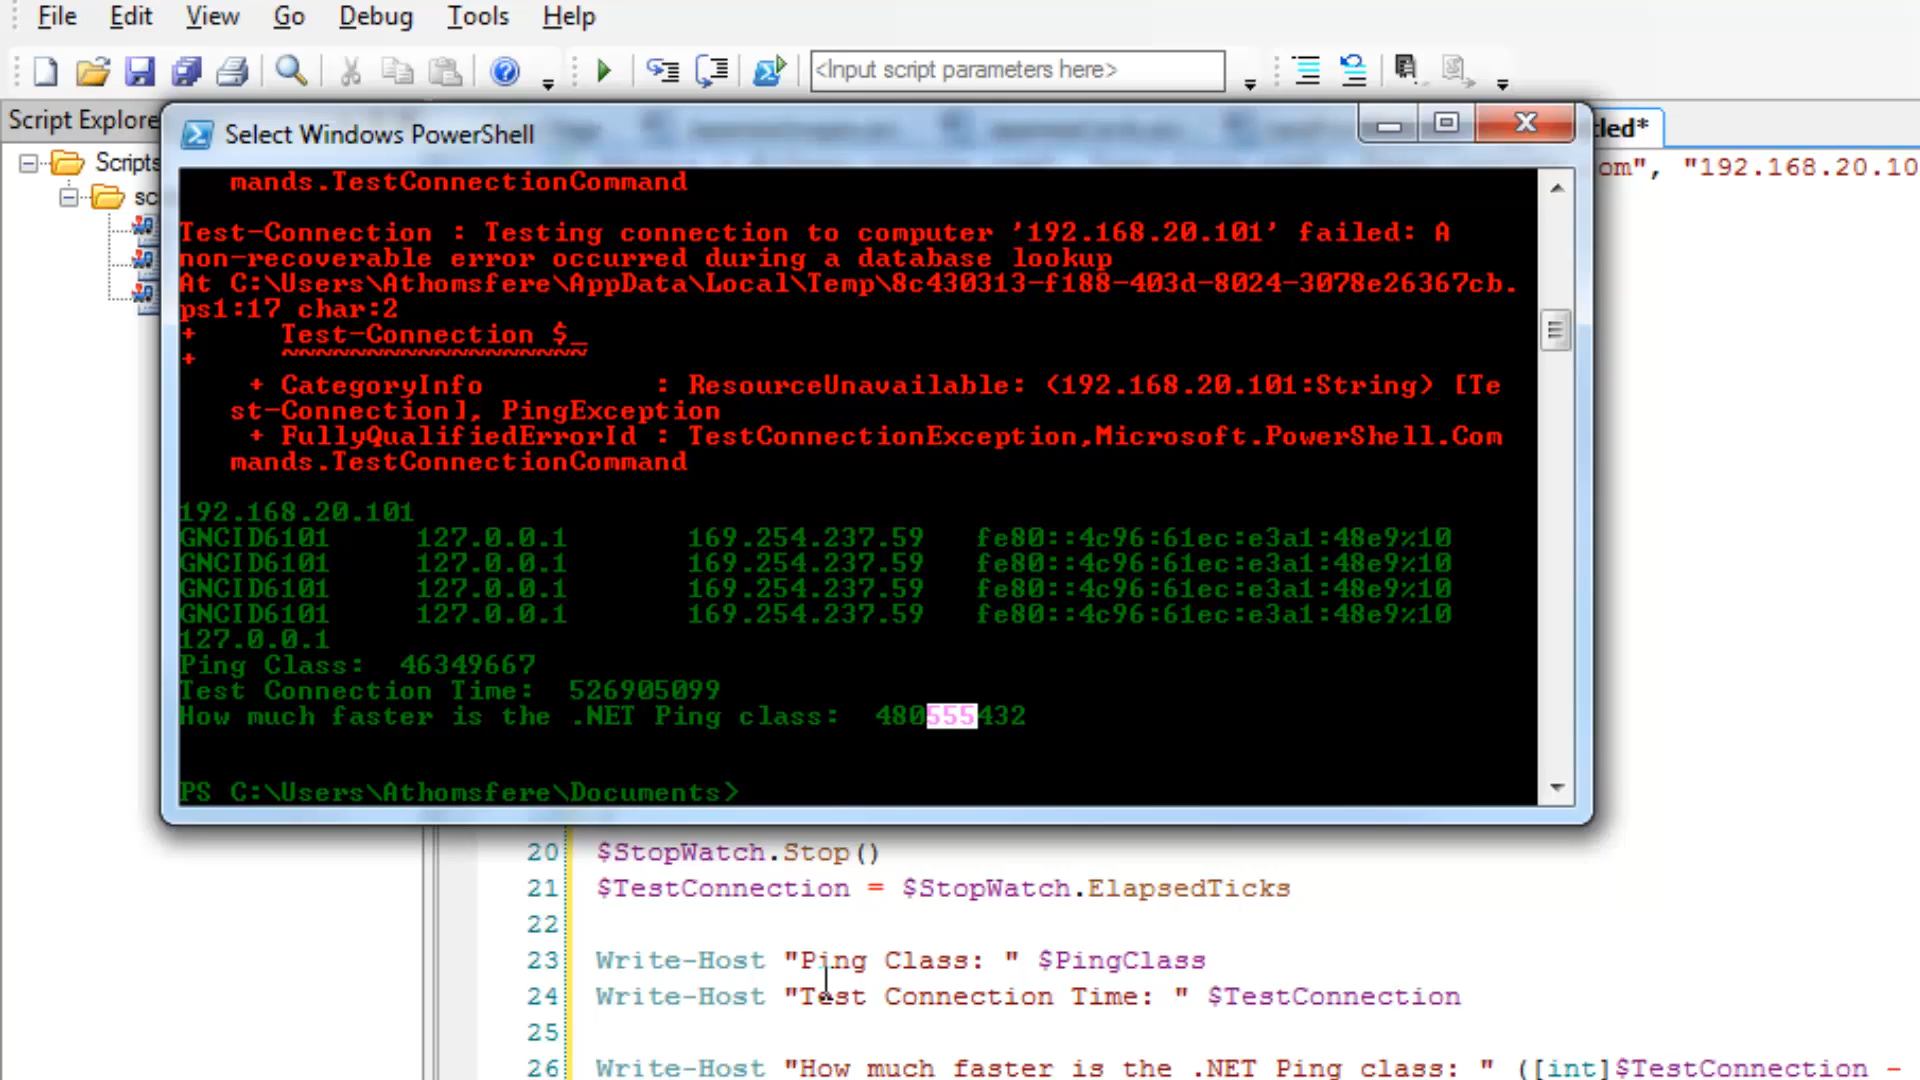 File Edit View Go Debug Tools Help
<Input script parameters here>
Script Explore
Select Windows PowerShell
led*
Scripts
om", "192.168.20.10
sc
mands.TestConnectionCommand
Test-Connection : Testing connection to computer '192.168.20.101' failed: A
non-recoverable error occurred during a database lookup
At C:\Users\Athomsfere\AppData\Local\Temp\8c430313-f188-403d-8024-3078e26367cb.
ps1:17 char:2
+     Test-Connection $_
+     ~~~~~~~~~~~~~~~~~~
+ CategoryInfo          : ResourceUnavailable: (192.168.20.101:String) [Te
st-Connection], PingException
+ FullyQualifiedErrorId : TestConnectionException,Microsoft.PowerShell.Com
mands.TestConnectionCommand
192.168.20.101
GNCID6101 127.0.0.1 169.254.237.59 fe80::4c96:61ec:e3a1:48e9%10
GNCID6101 127.0.0.1 169.254.237.59 fe80::4c96:61ec:e3a1:48e9%10
GNCID6101 127.0.0.1 169.254.237.59 fe80::4c96:61ec:e3a1:48e9%10
GNCID6101 127.0.0.1 169.254.237.59 fe80::4c96:61ec:e3a1:48e9%10
127.0.0.1
Ping Class:  46349667
Test Connection Time:  526905099
How much faster is the .NET Ping class:  480555432
PS C:\Users\Athomsfere\Documents>
20 $StopWatch.Stop()
21 $TestConnection = $StopWatch.ElapsedTicks
22
23 Write-Host "Ping Class: " $PingClass
24 Write-Host "Test Connection Time: " $TestConnection
25
26 Write-Host "How much faster is the .NET Ping class: " ([int]$TestConnection -